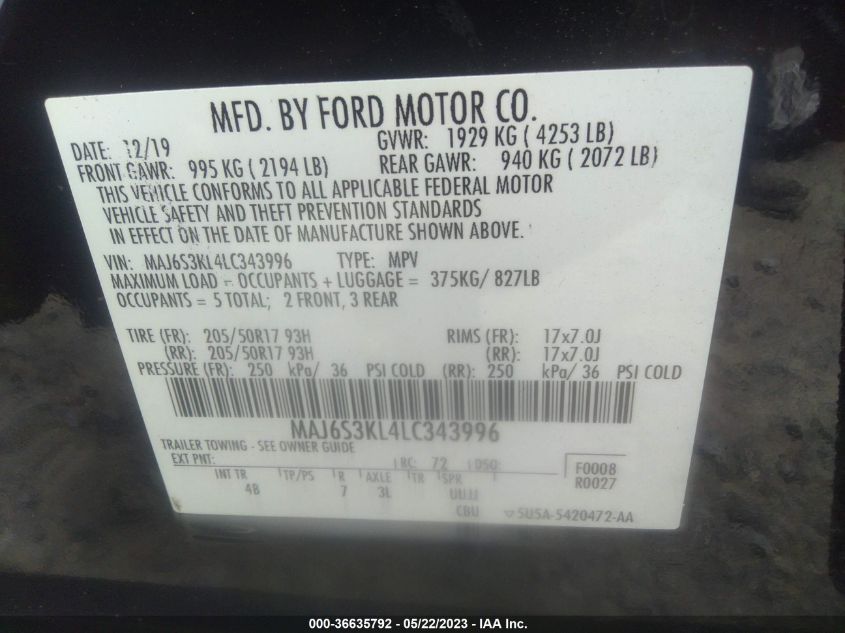 MFD. BY FORD MOTOR CO.
DATE: 12/19 GVWR: 1929 KG ( 4253 LB)
FRONT GAWR: 995 KG ( 2194 LB) REAR GAWR: 940 KG ( 2072 LB)
THIS VEHICLE CONFORMS TO ALL APPLICABLE FEDERAL MOTOR
VEHICLE SAFETY AND THEFT PREVENTION STANDARDS
IN EFFECT ON THE DATE OF MANUFACTURE SHOWN ABOVE.
VIN: MAJ6S3KL4LC343996 TYPE: MPV
MAXIMUM LOAD – OCCUPANTS + LUGGAGE = 375KG/ 827LB
OCCUPANTS = 5 TOTAL; 2 FRONT, 3 REAR
TIRE (FR): 205/50R17 93H RIMS (FR): 17x7.0J
(RR): 205/50R17 93H (RR): 17x7.0J
PRESSURE (FR): 250 kPa/ 36 PSI COLD (RR): 250 kPa/ 36 PSI COLD
MAJ6S3KL4LC343996
TRAILER TOWING - SEE OWNER GUIDE
EXT PNT: RC: 72 DSO: F0008
INT TR TP/PS R AXLE TR SPR R0027
4B 7 3L UUJJ
CBU ▽5U5A-5420472-AA
000-36635792 - 05/22/2023 - IAA Inc.